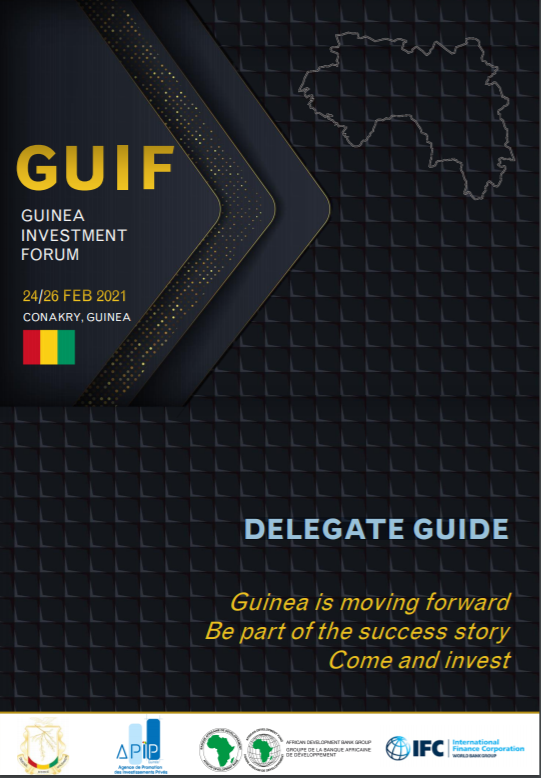 GUIF
GUINEA
INVESTMENT
FORUM
24/26 FEB 2021
CONAKRY, GUINEA
DELEGATE GUIDE
Guinea is moving forward
Be part of the success story
Come and invest
APIP
Agence de Promotion
des Investissements Privés
AFRICAN DEVELOPMENT BANK GROUP
GROUPE DE LA BANQUE AFRICAINE
DE DÉVELOPPEMENT
IFC
International
Finance Corporation
WORLD BANK GROUP